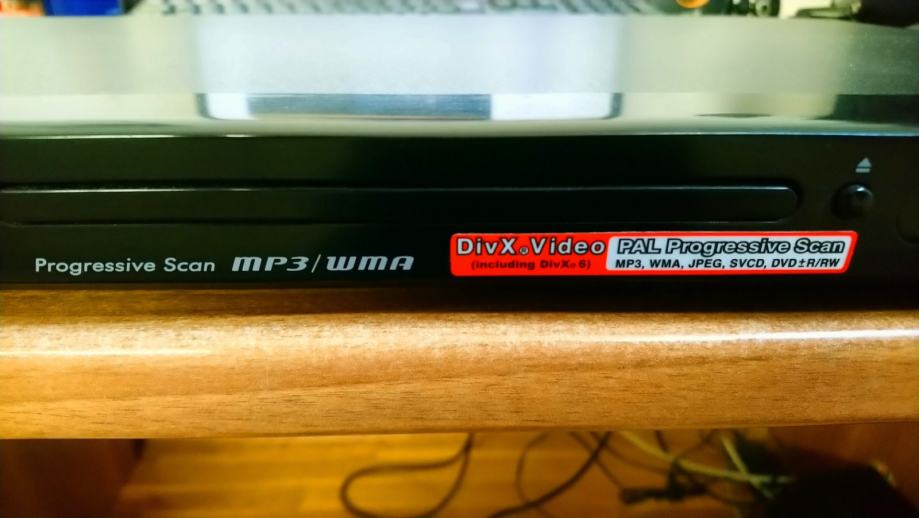 Progressive Scan MP3/WMA
DivX® Video
(including DivX® 6)
PAL Progressive Scan
MP3, WMA, JPEG, SVCD, DVD±R/RW